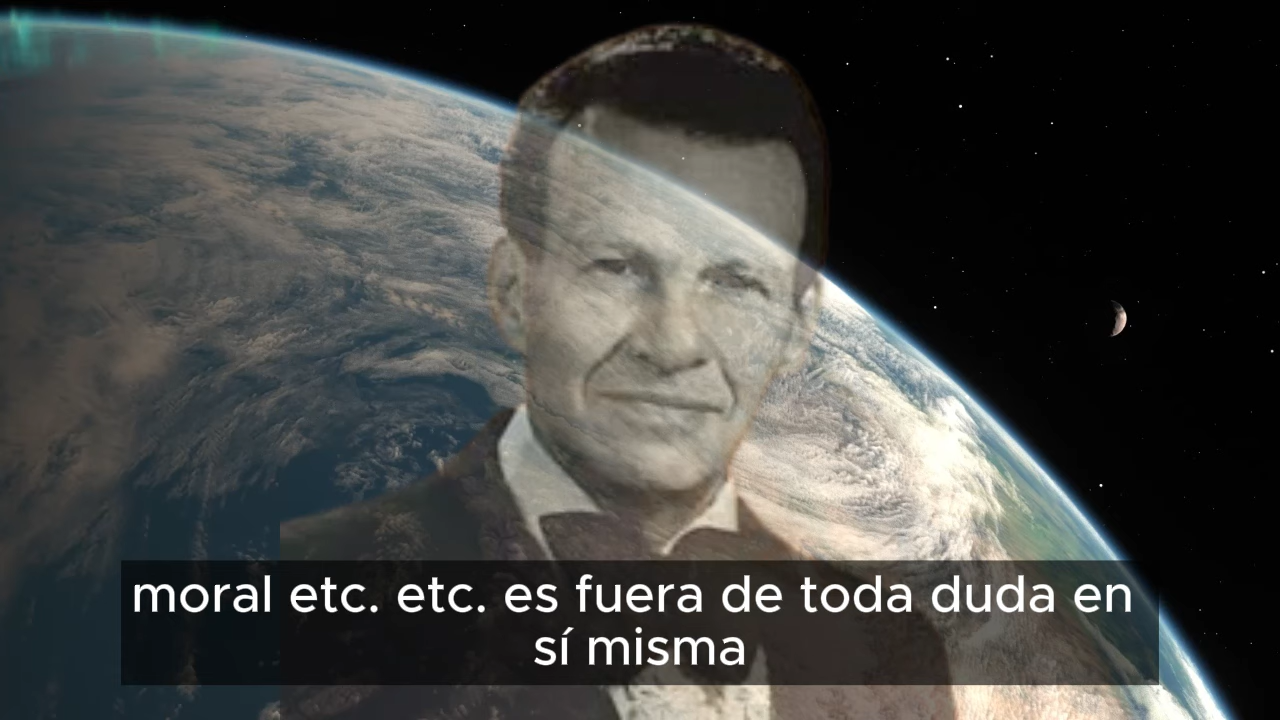 moral etc. etc. es fuera de toda duda en
sí misma